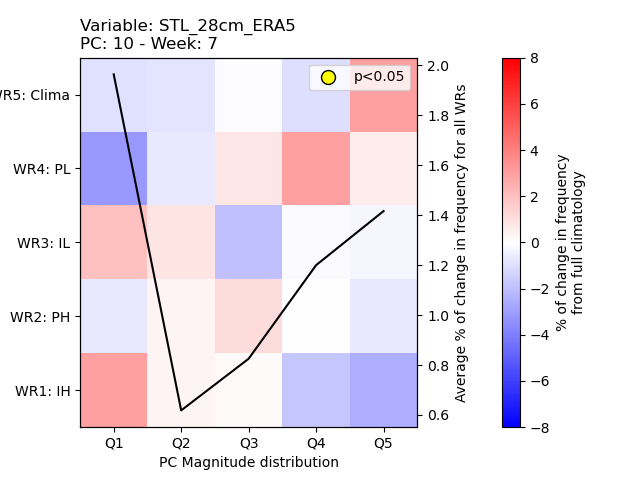 Variable: STL_28cm_ERA5
PC: 10 - Week: 7
p<0.05
WR5: Clima
WR4: PL
WR3: IL
WR2: PH
WR1: IH
Q1 Q2 Q3 Q4 Q5
PC Magnitude distribution
2.0
1.8
1.6
1.4
1.2
1.0
0.8
0.6
Average % of change in frequency for all WRs
8
6
4
2
0
−2
−4
−6
−8
% of change in frequency
from full climatology